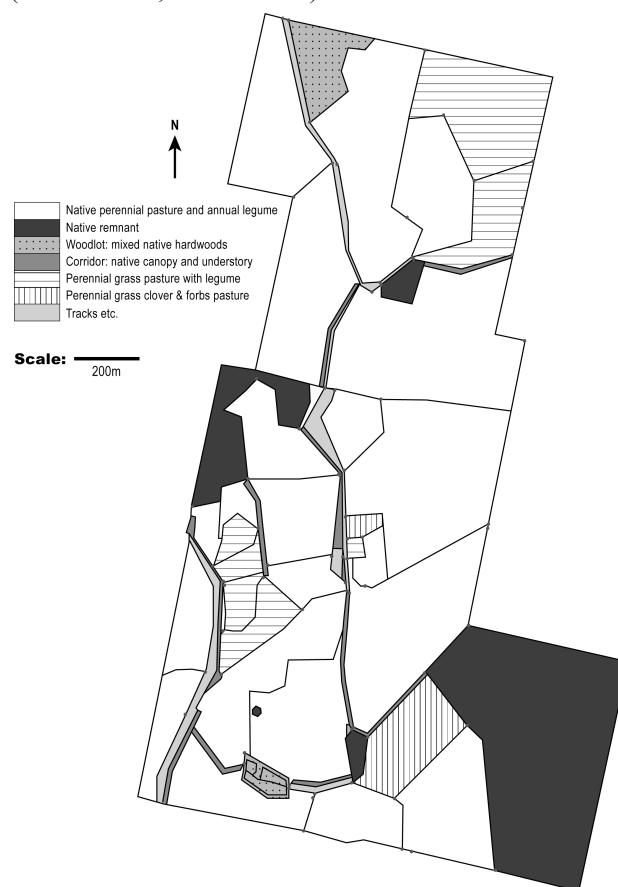 N
Native perennial pasture and annual legume
Native remnant
Woodlot: mixed native hardwoods
Corridor: native canopy and understory
Perennial grass pasture with legume
Perennial grass clover & forbs pasture
Tracks etc.
Scale:
200m